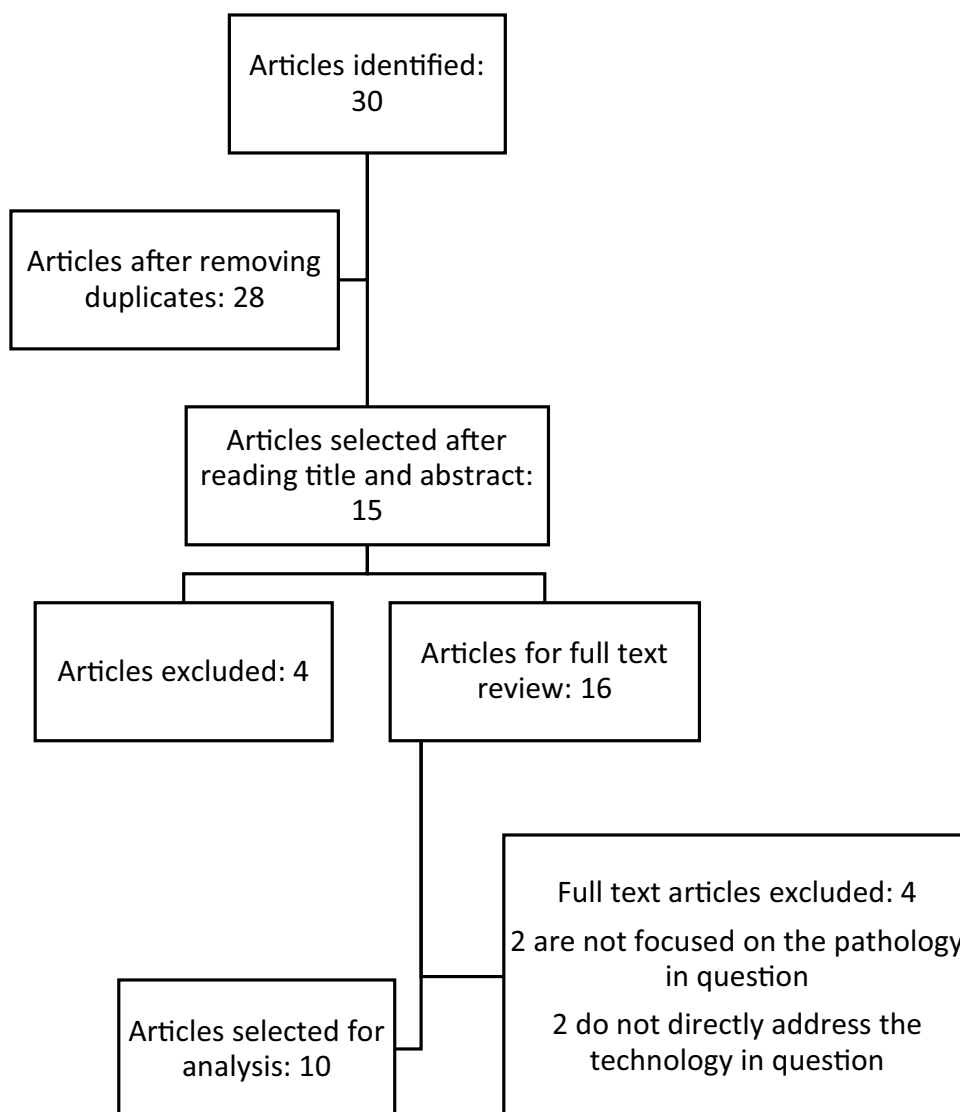 Articles identified:
30
Articles after removing
duplicates: 28
Articles selected after
reading title and abstract:
15
Articles excluded: 4
Articles for full text
review: 16
Full text articles excluded: 4
2 are not focused on the pathology
in question
2 do not directly address the
technology in question
Articles selected for
analysis: 10